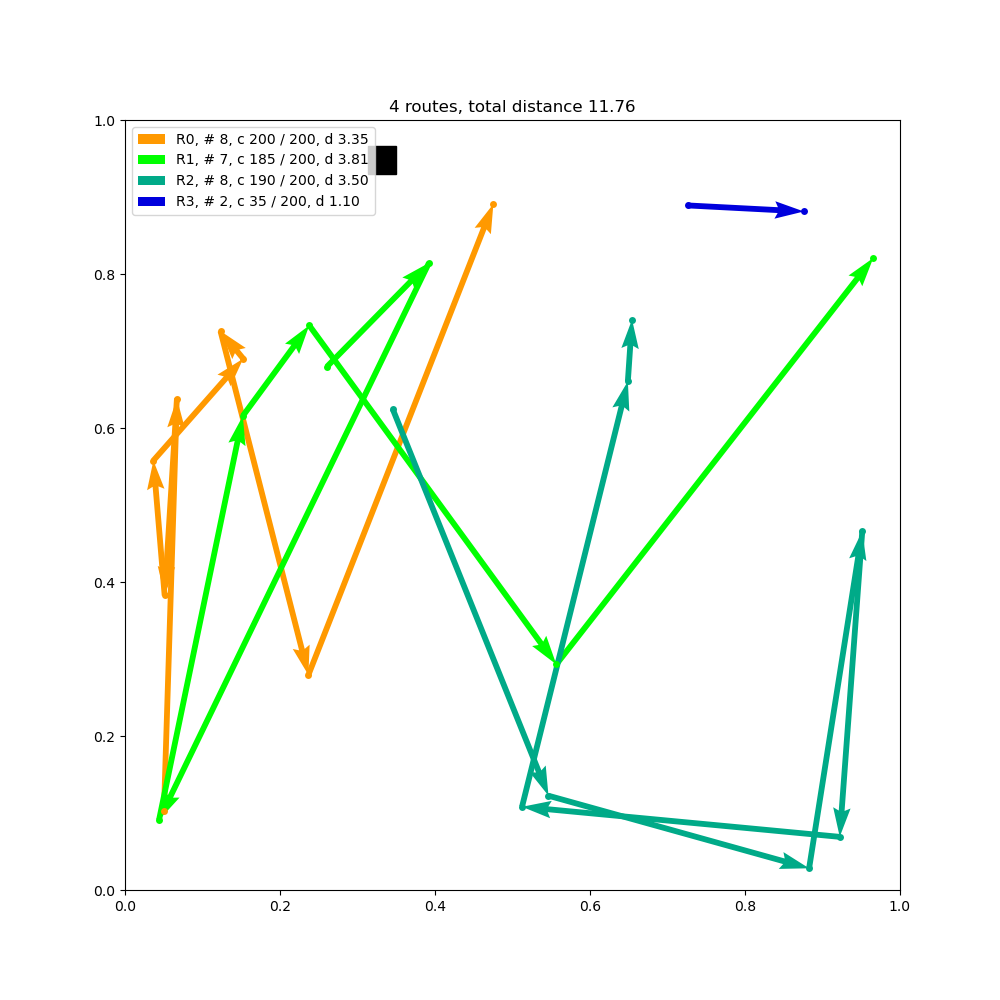 4 routes, total distance 11.76
R0, # 8, c 200 / 200, d 3.35
R1, # 7, c 185 / 200, d 3.81
R2, # 8, c 190 / 200, d 3.50
R3, # 2, c 35 / 200, d 1.10
1.0
0.8
0.6
0.4
0.2
0.0
0.0 0.2 0.4 0.6 0.8 1.0